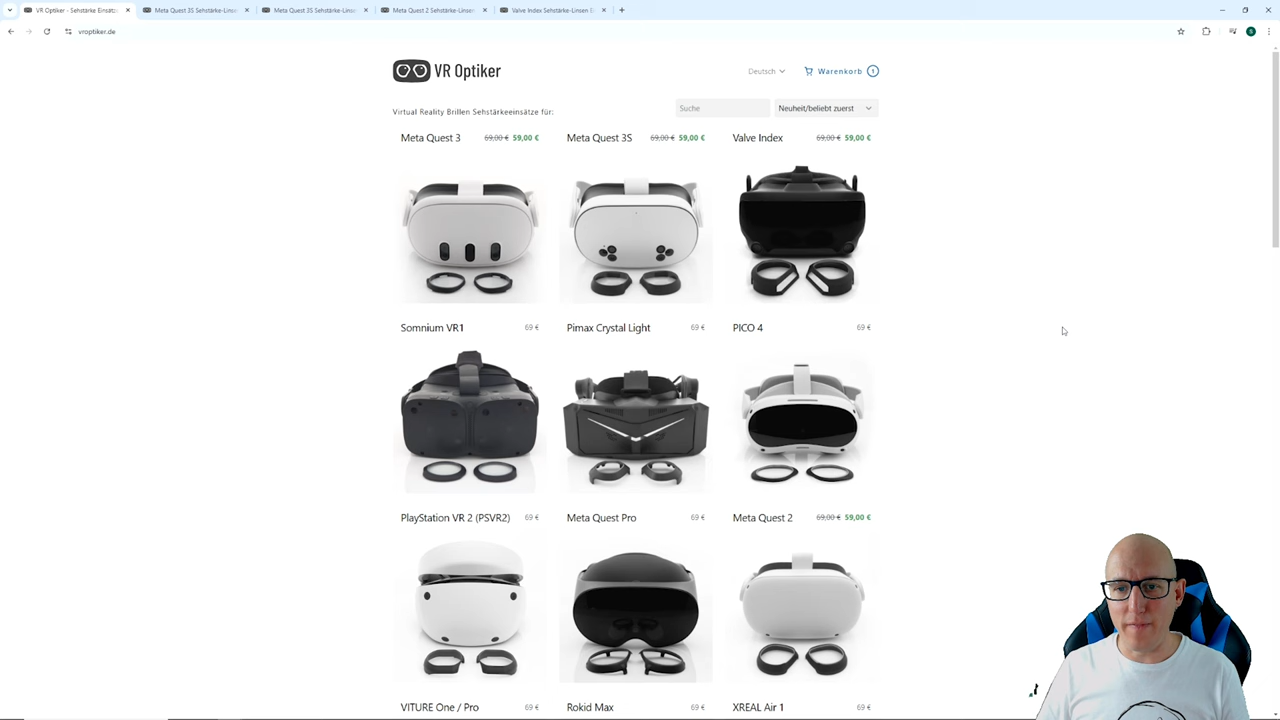 VR Optiker - Sehstärke Einsätz
Meta Quest 3S Sehstärke-Lins
Meta Quest 3S Sehstärke-Linse
Meta Quest 2 Sehstärke-Linsen
Valve Index Sehstärke-Linsen E
vroptiker.de
S
VR Optiker
Deutsch
Warenkorb 1
Virtual Reality Brillen Sehstärkeeinsätze für:
Suche
Neuheit/beliebt zuerst
Meta Quest 3 69,00 € 59,00 €
Meta Quest 3S 69,00 € 59,00 €
Valve Index 69,00 € 59,00 €
Somnium VR1 69 €
Pimax Crystal Light 69 €
PICO 4 69 €
PlayStation VR 2 (PSVR2) 69 €
Meta Quest Pro 69 €
Meta Quest 2 69,00 € 59,00 €
VITURE One / Pro 69 €
Rokid Max 69 €
XREAL Air 1 69 €